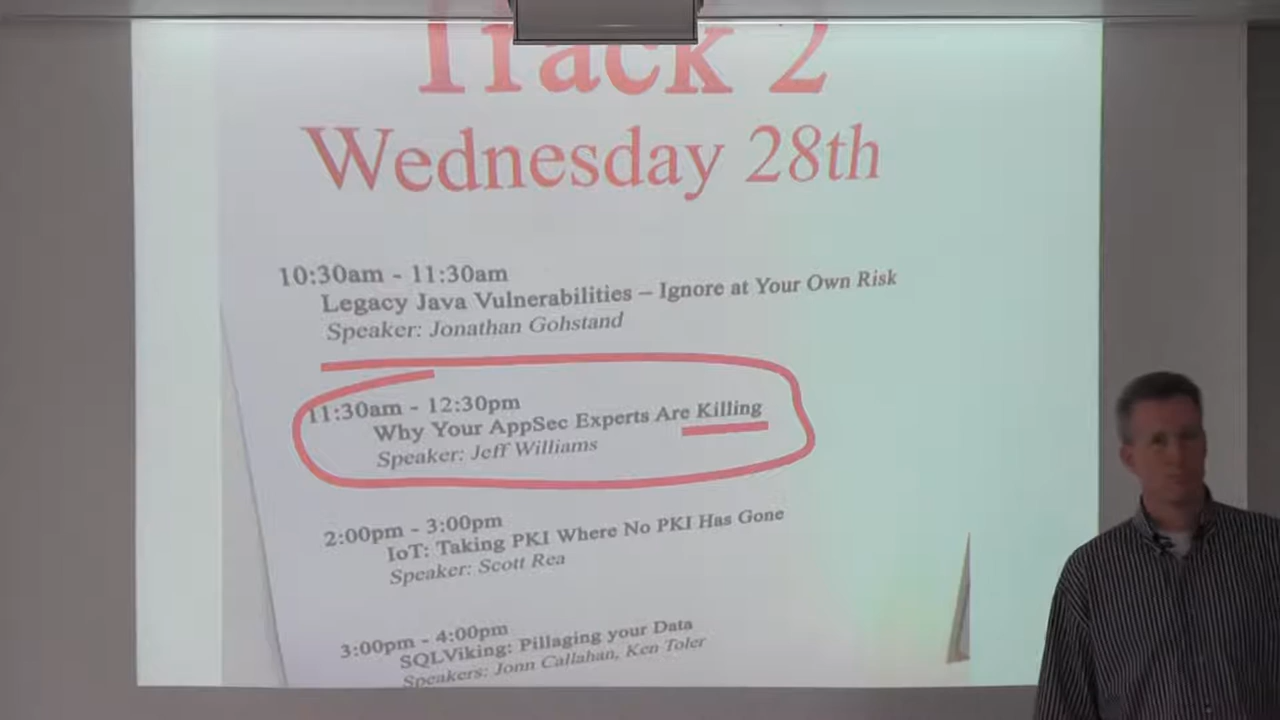 Track 2
Wednesday 28th
10:30am - 11:30am
Legacy Java Vulnerabilities – Ignore at Your Own Risk
Speaker: Jonathan Gohstand
11:30am - 12:30pm
Why Your AppSec Experts Are Killing
Speaker: Jeff Williams
2:00pm - 3:00pm
IoT: Taking PKI Where No PKI Has Gone
Speaker: Scott Rea
3:00pm - 4:00pm
SQLViking: Pillaging your Data
Speakers: Jonn Callahan, Ken Toler